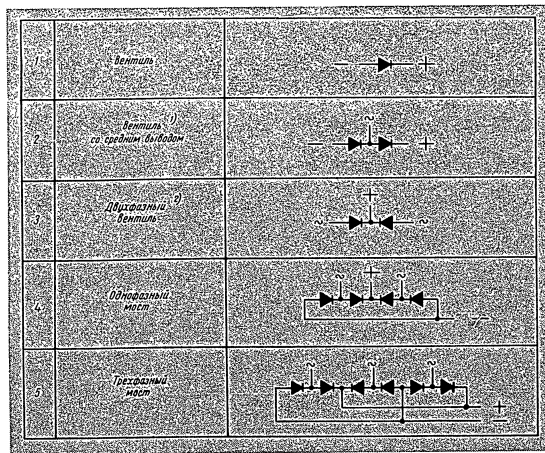 1 Вентиль — +
2 Вентиль 1) ~
со средним выводом — +
3 Двухфазный 2) +
вентиль ~ ~
4 Однофазный ~ + ~
мост —
5 Трехфазный ~ ~ ~
мост +
—